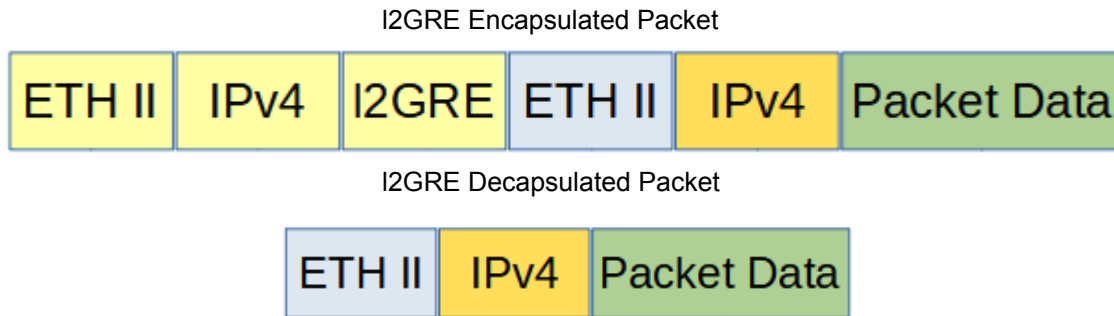 l2GRE Encapsulated Packet
ETH II IPv4 l2GRE ETH II IPv4 Packet Data
l2GRE Decapsulated Packet
ETH II IPv4 Packet Data